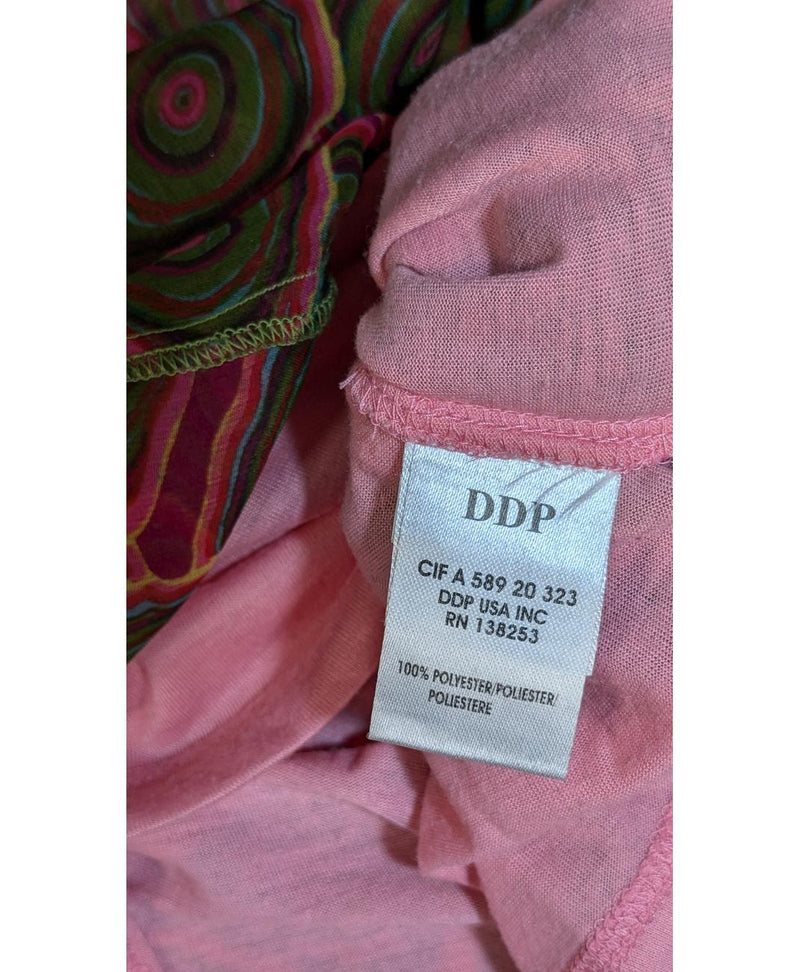 DDP
CIF A 589 20 323
DDP USA INC
RN 138253
100% POLYESTER/POLIESTER/
POLIESTERE